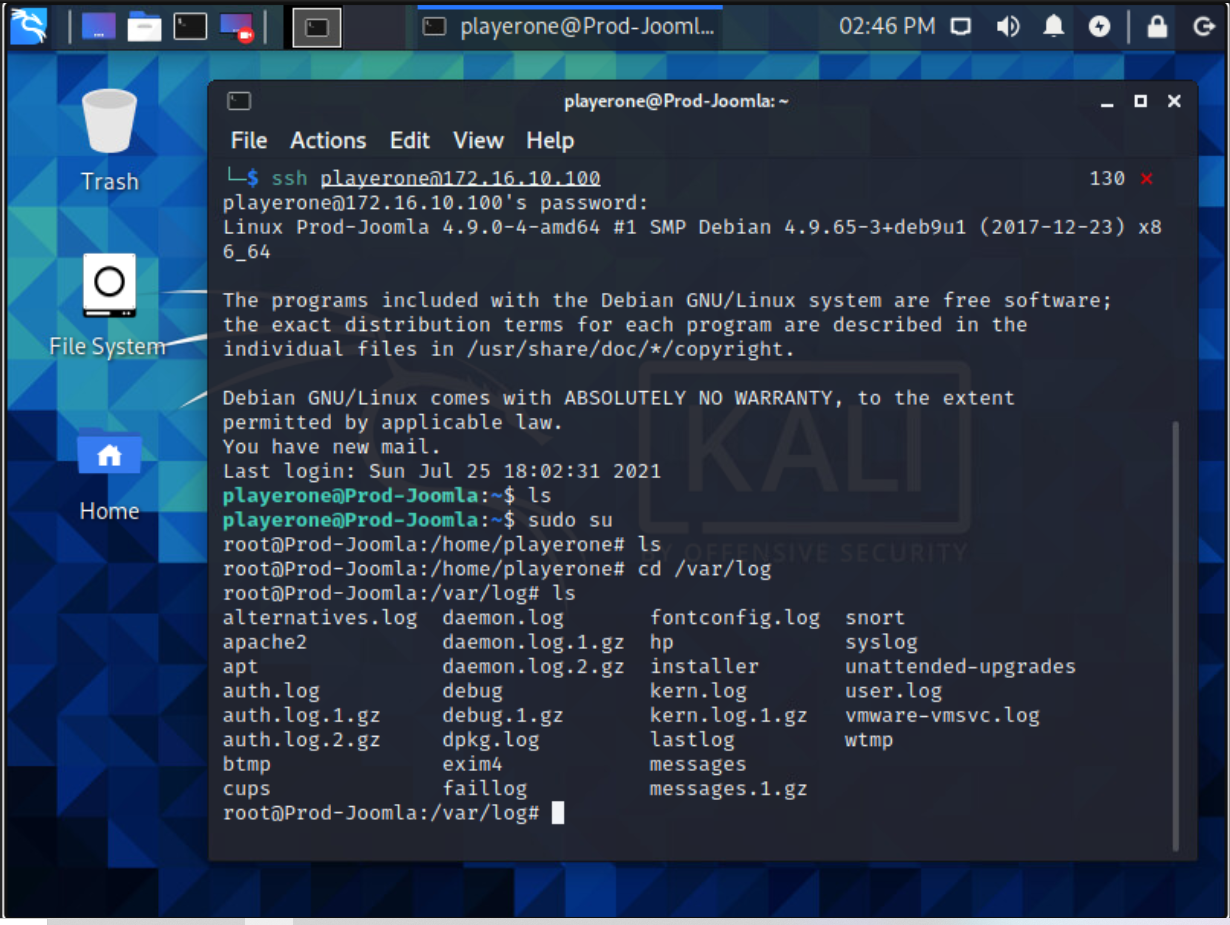 playerone@Prod-Jooml...
02:46 PM
Trash
File System
Home
playerone@Prod-Joomla: ~
File Actions Edit View Help
└─$ ssh playerone@172.16.10.100 130 ⨯
playerone@172.16.10.100's password:
Linux Prod-Joomla 4.9.0-4-amd64 #1 SMP Debian 4.9.65-3+deb9u1 (2017-12-23) x8
6_64
The programs included with the Debian GNU/Linux system are free software;
the exact distribution terms for each program are described in the
individual files in /usr/share/doc/*/copyright.
Debian GNU/Linux comes with ABSOLUTELY NO WARRANTY, to the extent
permitted by applicable law.
You have new mail.
Last login: Sun Jul 25 18:02:31 2021
playerone@Prod-Joomla:~$ ls
playerone@Prod-Joomla:~$ sudo su
root@Prod-Joomla:/home/playerone# ls
root@Prod-Joomla:/home/playerone# cd /var/log
root@Prod-Joomla:/var/log# ls
alternatives.log daemon.log fontconfig.log snort
apache2 daemon.log.1.gz hp syslog
apt daemon.log.2.gz installer unattended-upgrades
auth.log debug kern.log user.log
auth.log.1.gz debug.1.gz kern.log.1.gz vmware-vmsvc.log
auth.log.2.gz dpkg.log lastlog wtmp
btmp exim4 messages
cups faillog messages.1.gz
root@Prod-Joomla:/var/log#
KALI
BY OFFENSIVE SECURITY